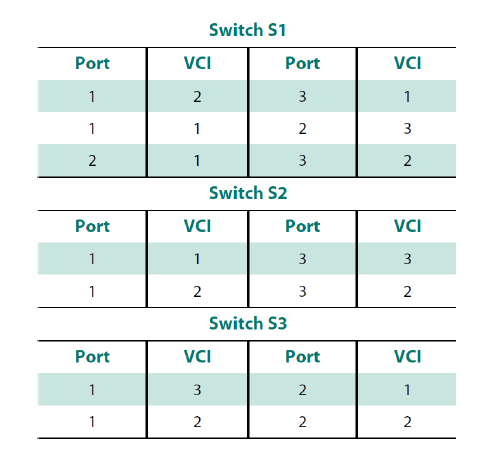 Switch S1
Port VCI Port VCI
1 2 3 1
1 1 2 3
2 1 3 2
Switch S2
Port VCI Port VCI
1 1 3 3
1 2 3 2
Switch S3
Port VCI Port VCI
1 3 2 1
1 2 2 2